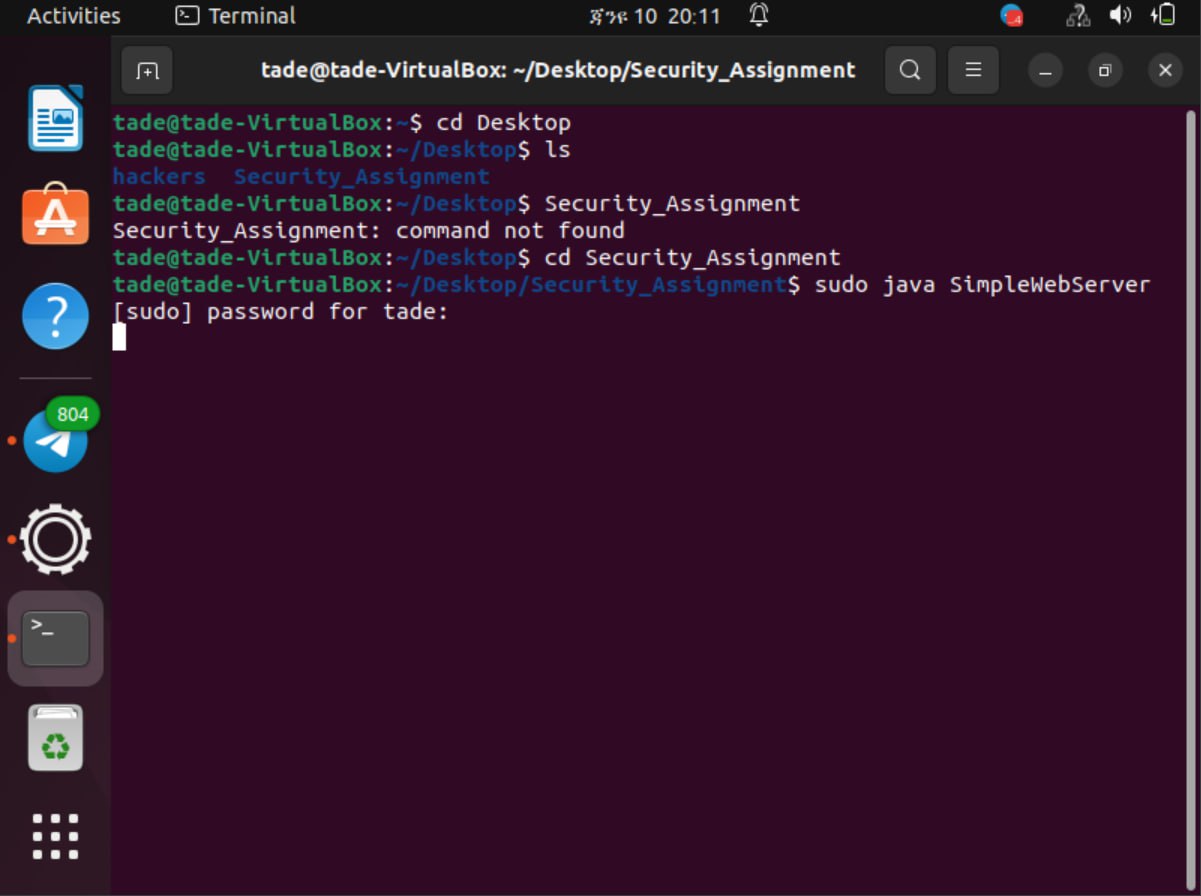 Activities Terminal ጃንዩ 10 20:11
4
tade@tade-VirtualBox: ~/Desktop/Security_Assignment
tade@tade-VirtualBox:~$ cd Desktop
tade@tade-VirtualBox:~/Desktop$ ls
hackers  Security_Assignment
tade@tade-VirtualBox:~/Desktop$ Security_Assignment
Security_Assignment: command not found
tade@tade-VirtualBox:~/Desktop$ cd Security_Assignment
tade@tade-VirtualBox:~/Desktop/Security_Assignment$ sudo java SimpleWebServer
[sudo] password for tade:
804
>_